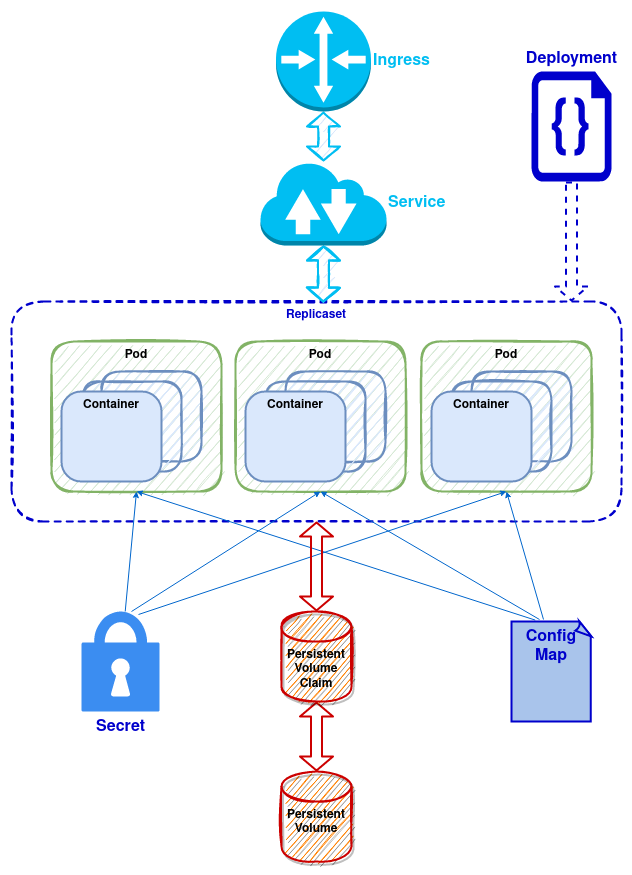 Deployment
Ingress
{}
Service
Replicaset
Pod
Pod
Pod
Container
Container
Container
Config
Map
Persistent
Volume
Claim
Secret
Persistent
Volume